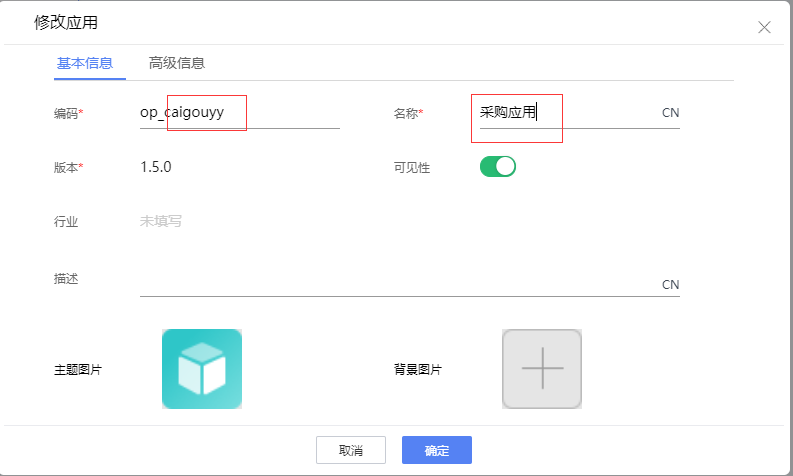 修改应用
基本信息 高级信息
编码* op_caigouyy 名称* 采购应用 CN
版本* 1.5.0 可见性
行业 未填写
描述 CN
主题图片 背景图片
取消 确定